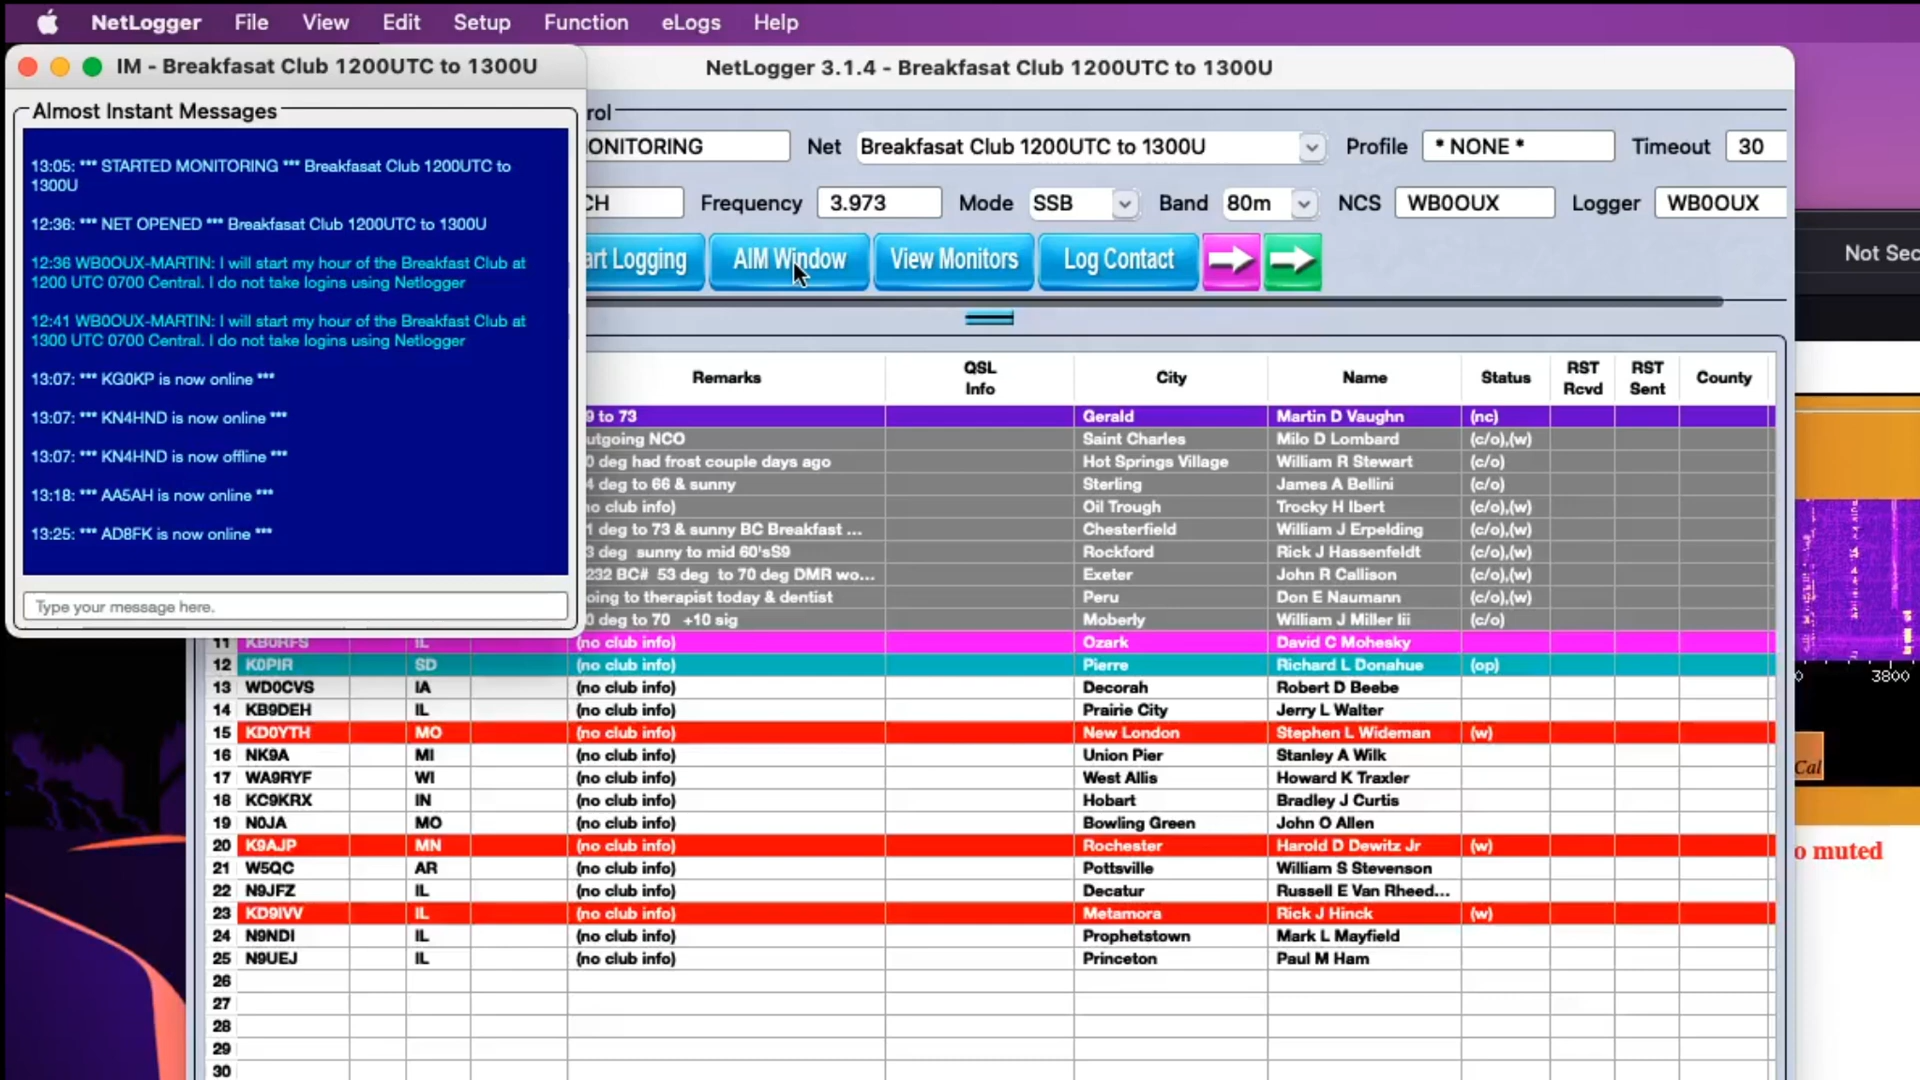 NetLogger File View Edit Setup Function eLogs Help
IM - Breakfasat Club 1200UTC to 1300U
NetLogger 3.1.4 - Breakfasat Club 1200UTC to 1300U
Almost Instant Messages
13:05: *** STARTED MONITORING *** Breakfasat Club 1200UTC to
1300U
12:36: *** NET OPENED *** Breakfasat Club 1200UTC to 1300U
12:36 WB0OUX-MARTIN: I will start my hour of the Breakfast Club at
1200 UTC 0700 Central. I do not take logins using Netlogger
12:41 WB0OUX-MARTIN: I will start my hour of the Breakfast Club at
1300 UTC 0700 Central. I do not take logins using Netlogger
13:07: *** KG0KP is now online ***
13:07: *** KN4HND is now online ***
13:07: *** KN4HND is now offline ***
13:18: *** AA5AH is now online ***
13:25: *** AD8FK is now online ***
Type your message here.
rol
ONITORING Net Breakfasat Club 1200UTC to 1300U Profile * NONE * Timeout 30
CH Frequency 3.973 Mode SSB Band 80m NCS WB0OUX Logger WB0OUX
art Logging AIM Window View Monitors Log Contact
Remarks QSL Info City Name Status RST Rcvd RST Sent County
9 to 73 Gerald Martin D Vaughn (nc)
utgoing NCO Saint Charles Milo D Lombard (c/o),(w)
0 deg had frost couple days ago Hot Springs Village William R Stewart (c/o)
4 deg to 66 & sunny Sterling James A Bellini (c/o)
o club info) Oil Trough Trocky H Ibert (c/o),(w)
1 deg to 73 & sunny BC Breakfast ... Chesterfield William J Erpelding (c/o),(w)
3 deg sunny to mid 60'sS9 Rockford Rick J Hassenfeldt (c/o),(w)
232 BC# 53 deg to 70 deg DMR wo... Exeter John R Callison (c/o),(w)
oing to therapist today & dentist Peru Don E Naumann (c/o),(w)
0 deg to 70 +10 sig Moberly William J Miller Iii (c/o)
11 KB0RFS IL (no club info) Ozark David C Mohesky
12 K0PIR SD (no club info) Pierre Richard L Donahue (op)
13 WD0CVS IA (no club info) Decorah Robert D Beebe
14 KB9DEH IL (no club info) Prairie City Jerry L Walter
15 KD0YTH MO (no club info) New London Stephen L Wideman (w)
16 NK9A MI (no club info) Union Pier Stanley A Wilk
17 WA9RYF WI (no club info) West Allis Howard K Traxler
18 KC9KRX IN (no club info) Hobart Bradley J Curtis
19 N0JA MO (no club info) Bowling Green John O Allen
20 K9AJP MN (no club info) Rochester Harold D Dewitz Jr (w)
21 W5QC AR (no club info) Pottsville William S Stevenson
22 N9JFZ IL (no club info) Decatur Russell E Van Rheed...
23 KD9IVV IL (no club info) Metamora Rick J Hinck (w)
24 N9NDI IL (no club info) Prophetstown Mark L Mayfield
25 N9UEJ IL (no club info) Princeton Paul M Ham
26
27
28
29
30
Not Sec
0 3800
Cal
o muted